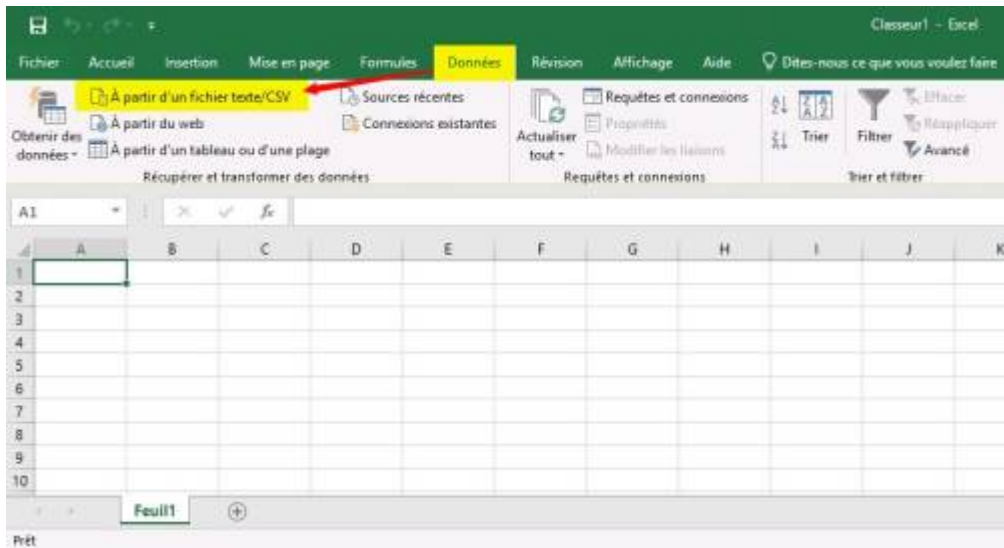 Classeur1 - Excel
Fichier Accueil Insertion Mise en page Formules Données Révision Affichage Aide Dites-nous ce que vous voulez faire
Obtenir des données
À partir d'un fichier texte/CSV
À partir du web
À partir d'un tableau ou d'une plage
Sources récentes
Connexions existantes
Récupérer et transformer des données
Actualiser tout
Requêtes et connexions
Propriétés
Modifier les liaisons
Requêtes et connexions
Trier
Filtrer
Effacer
Réappliquer
Avancé
Trier et filtrer
A1 fx
A B C D E F G H I J K
1
2
3
4
5
6
7
8
9
10
Feuil1
Prêt